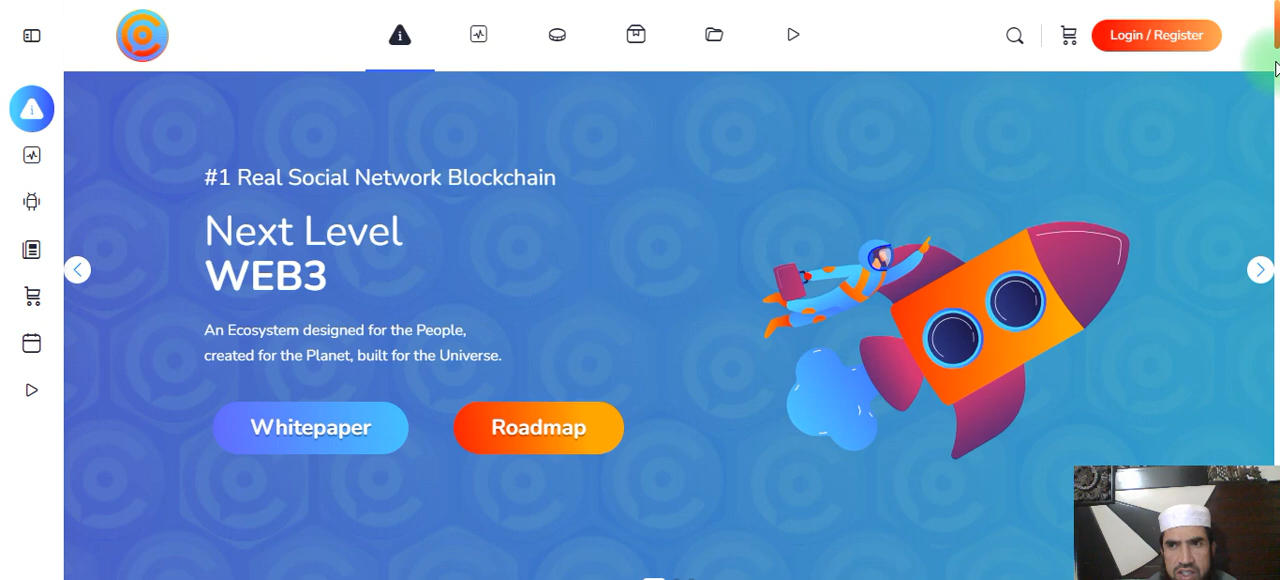 Login / Register
#1 Real Social Network Blockchain
Next Level
WEB3
An Ecosystem designed for the People,
created for the Planet, built for the Universe.
Whitepaper
Roadmap